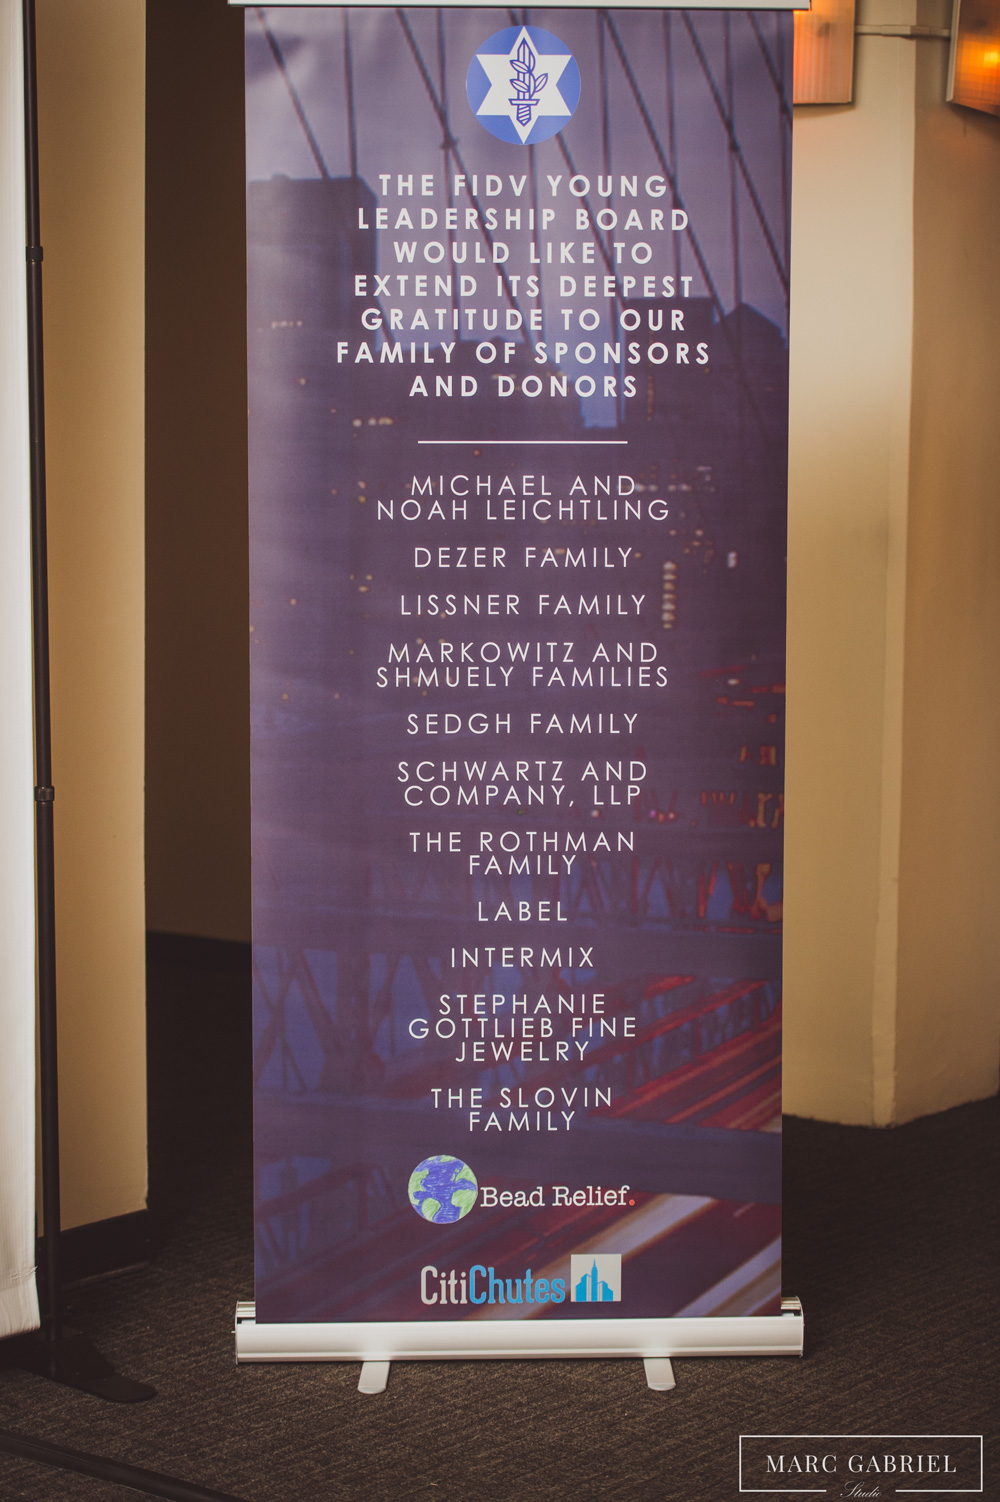 THE FIDV YOUNG
LEADERSHIP BOARD
WOULD LIKE TO
EXTEND ITS DEEPEST
GRATITUDE TO OUR
FAMILY OF SPONSORS
AND DONORS
MICHAEL AND
NOAH LEICHTLING
DEZER FAMILY
LISSNER FAMILY
MARKOWITZ AND
SHMUELY FAMILIES
SEDGH FAMILY
SCHWARTZ AND
COMPANY, LLP
THE ROTHMAN
FAMILY
LABEL
INTERMIX
STEPHANIE
GOTTLIEB FINE
JEWELRY
THE SLOVIN
FAMILY
Bead Relief.
CitiChutes
MARC GABRIEL
Studio